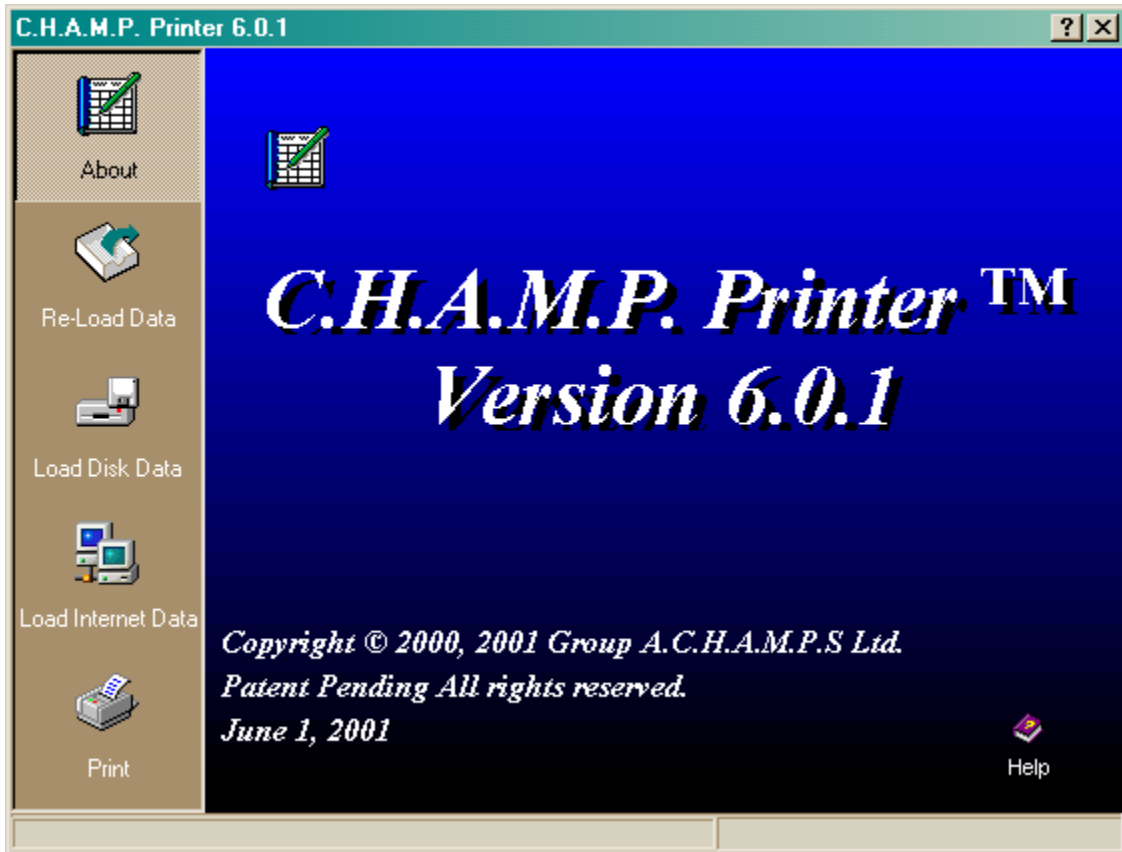 C.H.A.M.P. Printer 6.0.1
About
Re-Load Data
Load Disk Data
Load Internet Data
Print
C.H.A.M.P. Printer ™
Version 6.0.1
Copyright © 2000, 2001 Group A.C.H.A.M.P.S Ltd.
Patent Pending All rights reserved.
June 1, 2001
Help